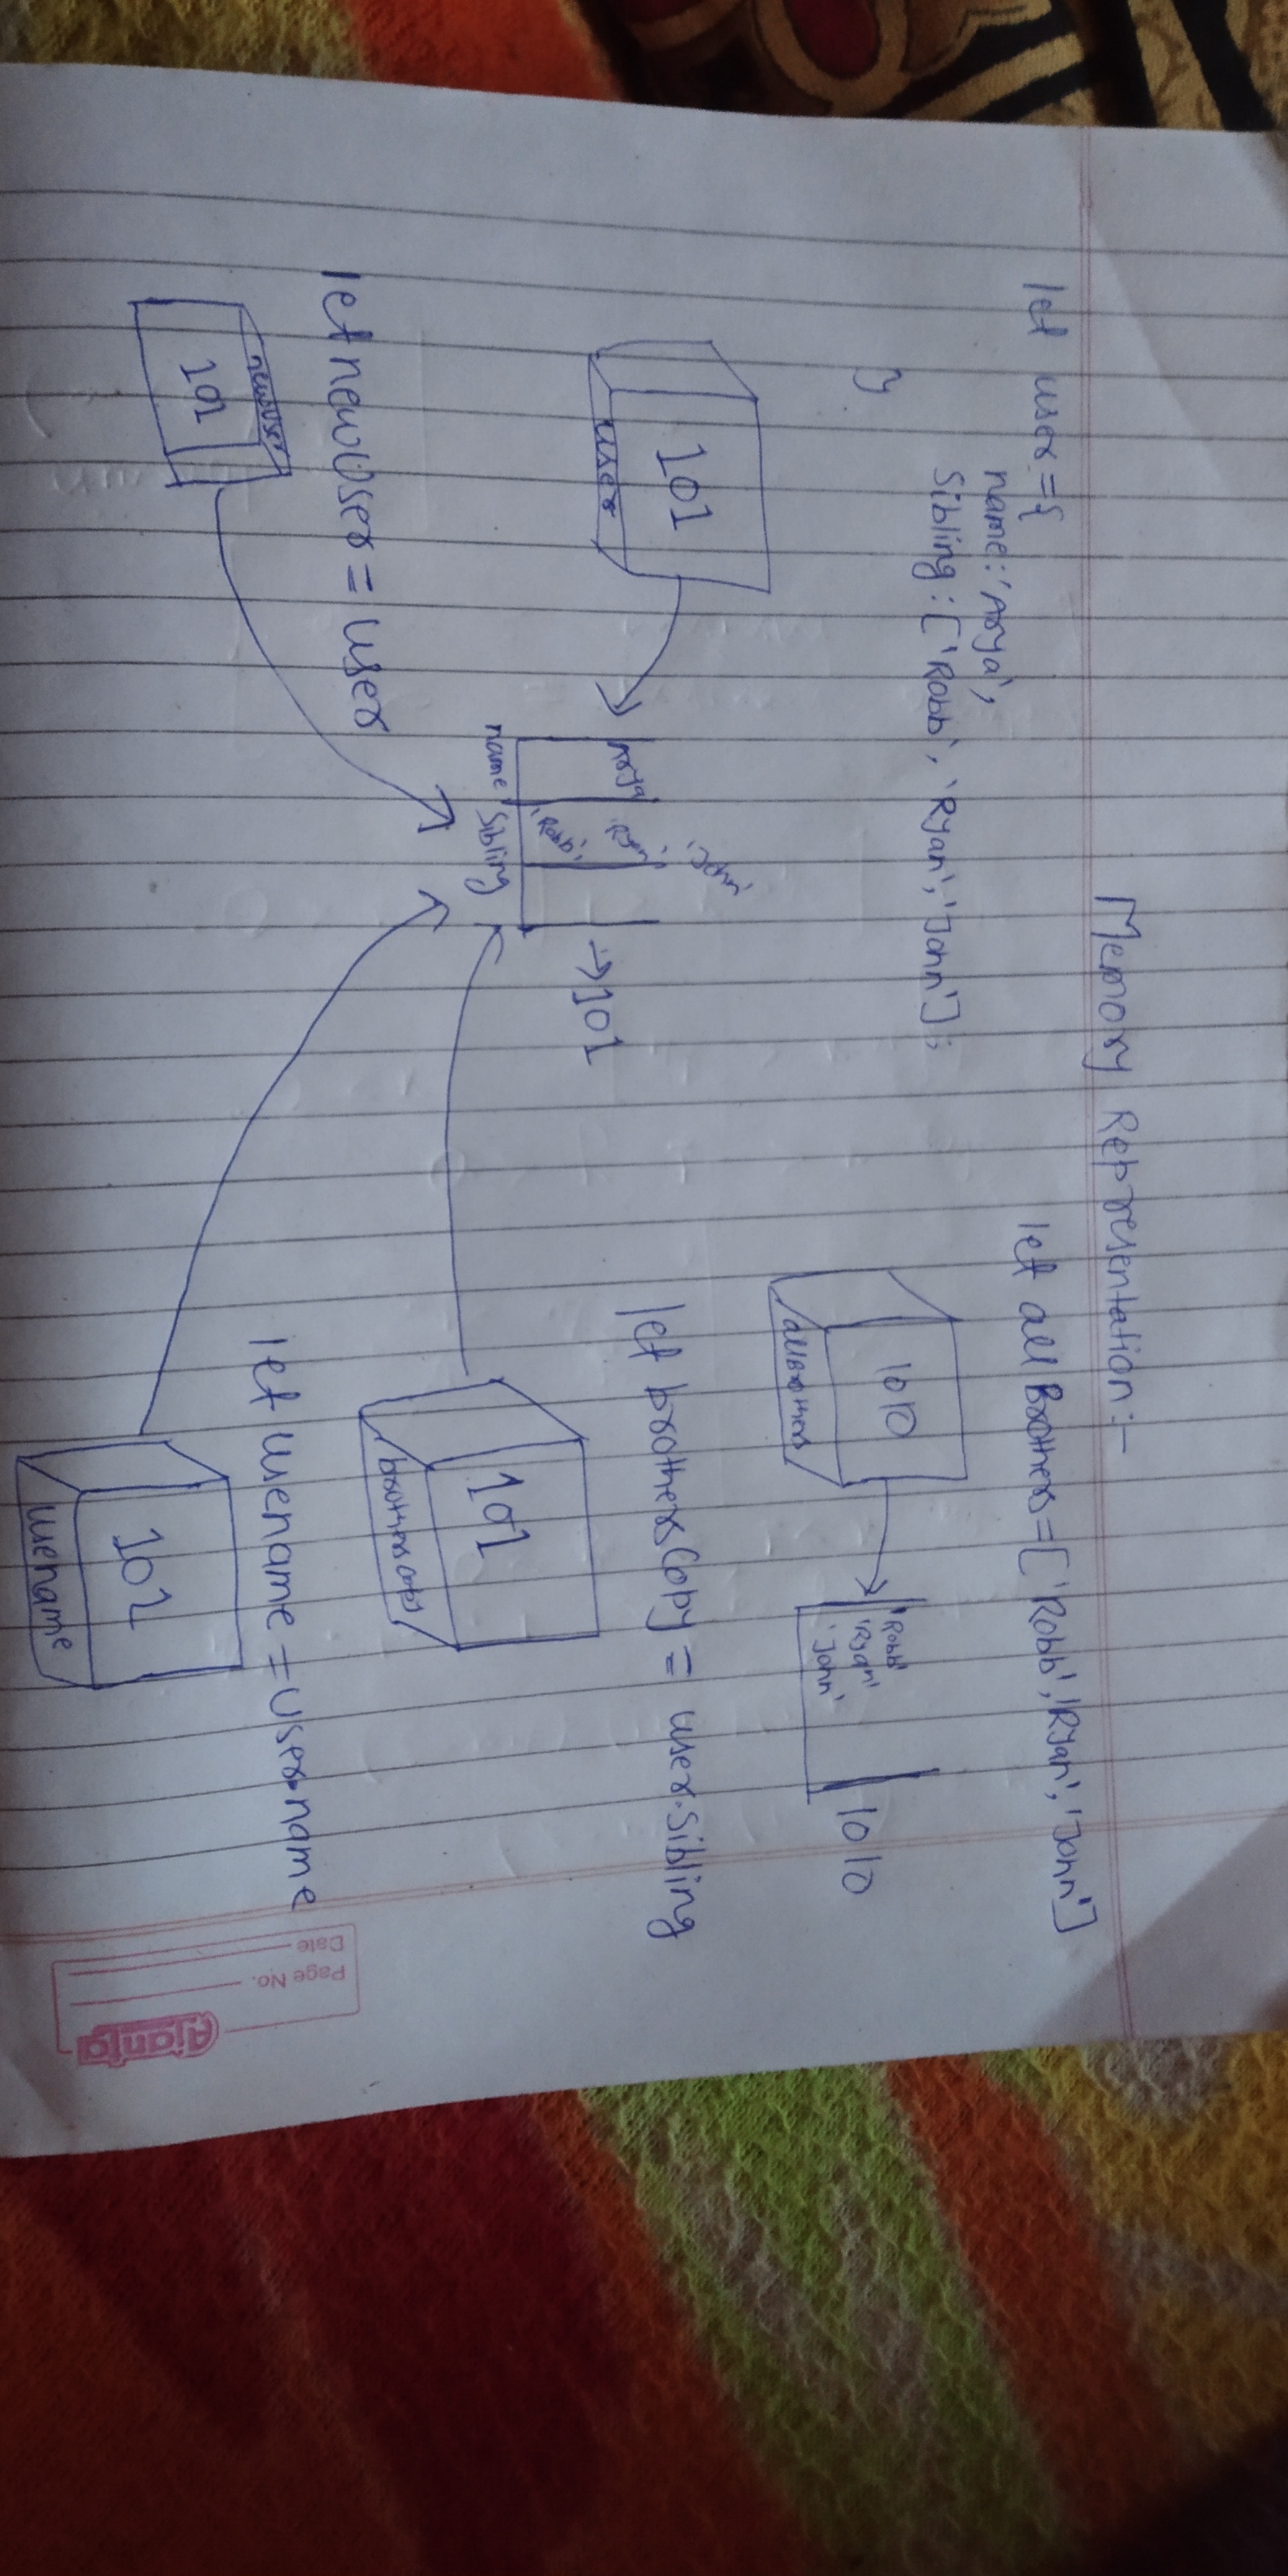 Memory Representation:-
let user = {
name: 'Arya',
Sibling: ['Robb', 'Ryan', 'John'];
}
101
user
Arya
'Robb'
'Ryan'
'John'
name
Sibling
→101
let newUser = user
newUser
101
let allBrothers = ['Robb', 'Ryan', 'John']
1010
allBrothers
'Robb'
'Ryan'
'John'
1010
let brothersCopy = user.Sibling
101
brothersCopy
let usename = user.name
101
usename
Ajanta
Page No.
Date